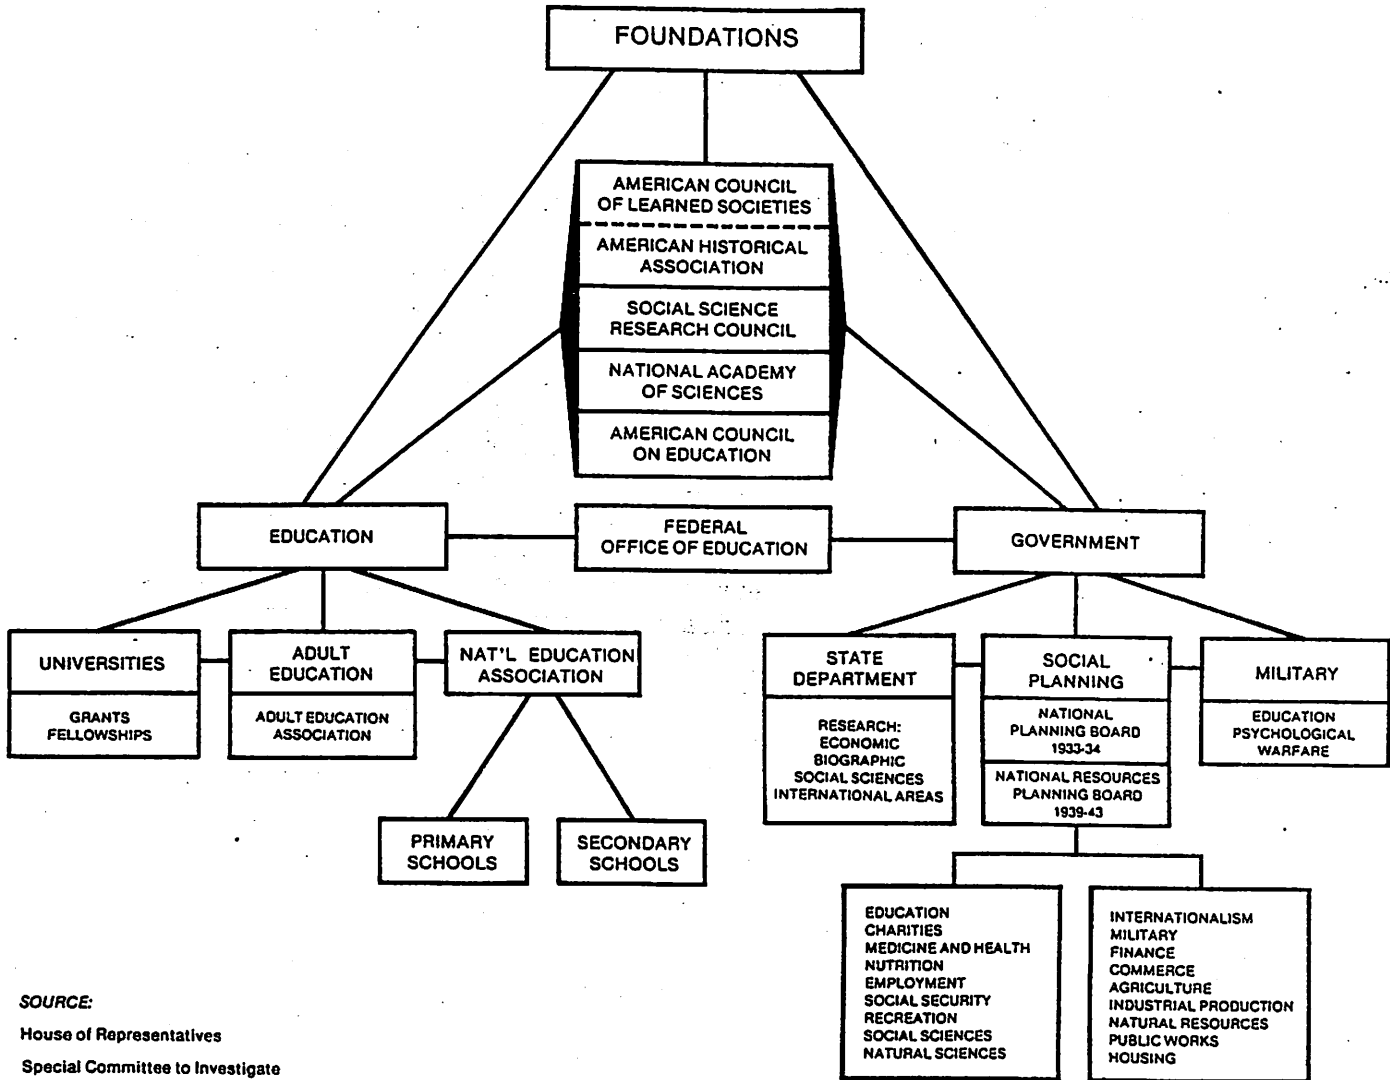 FOUNDATIONS
AMERICAN COUNCIL
OF LEARNED SOCIETIES
AMERICAN HISTORICAL
ASSOCIATION
SOCIAL SCIENCE
RESEARCH COUNCIL
NATIONAL ACADEMY
OF SCIENCES
AMERICAN COUNCIL
ON EDUCATION
EDUCATION
FEDERAL
OFFICE OF EDUCATION
GOVERNMENT
UNIVERSITIES
GRANTS
FELLOWSHIPS
ADULT
EDUCATION
ADULT EDUCATION
ASSOCIATION
NAT'L EDUCATION
ASSOCIATION
PRIMARY
SCHOOLS
SECONDARY
SCHOOLS
STATE
DEPARTMENT
RESEARCH:
ECONOMIC
BIOGRAPHIC
SOCIAL SCIENCES
INTERNATIONAL AREAS
SOCIAL
PLANNING
NATIONAL
PLANNING BOARD
1933-34
NATIONAL RESOURCES
PLANNING BOARD
1939-43
MILITARY
EDUCATION
PSYCHOLOGICAL
WARFARE
EDUCATION
CHARITIES
MEDICINE AND HEALTH
NUTRITION
EMPLOYMENT
SOCIAL SECURITY
RECREATION
SOCIAL SCIENCES
NATURAL SCIENCES
INTERNATIONALISM
MILITARY
FINANCE
COMMERCE
AGRICULTURE
INDUSTRIAL PRODUCTION
NATURAL RESOURCES
PUBLIC WORKS
HOUSING
SOURCE:
House of Representatives
Special Committee to Investigate